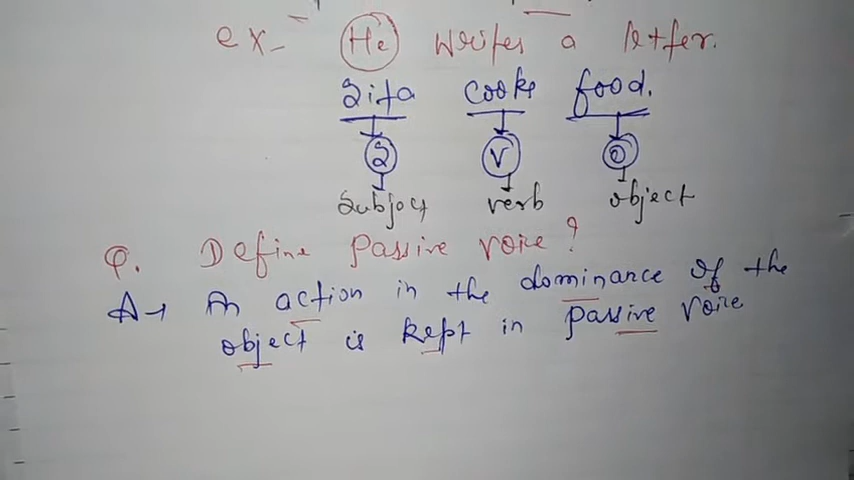 ex- He writes a letter.
Sita cooks food.
S V O
Subject verb object
Q. Define Passive voice?
A→ An action in the dominance of the
object is kept in passive voice